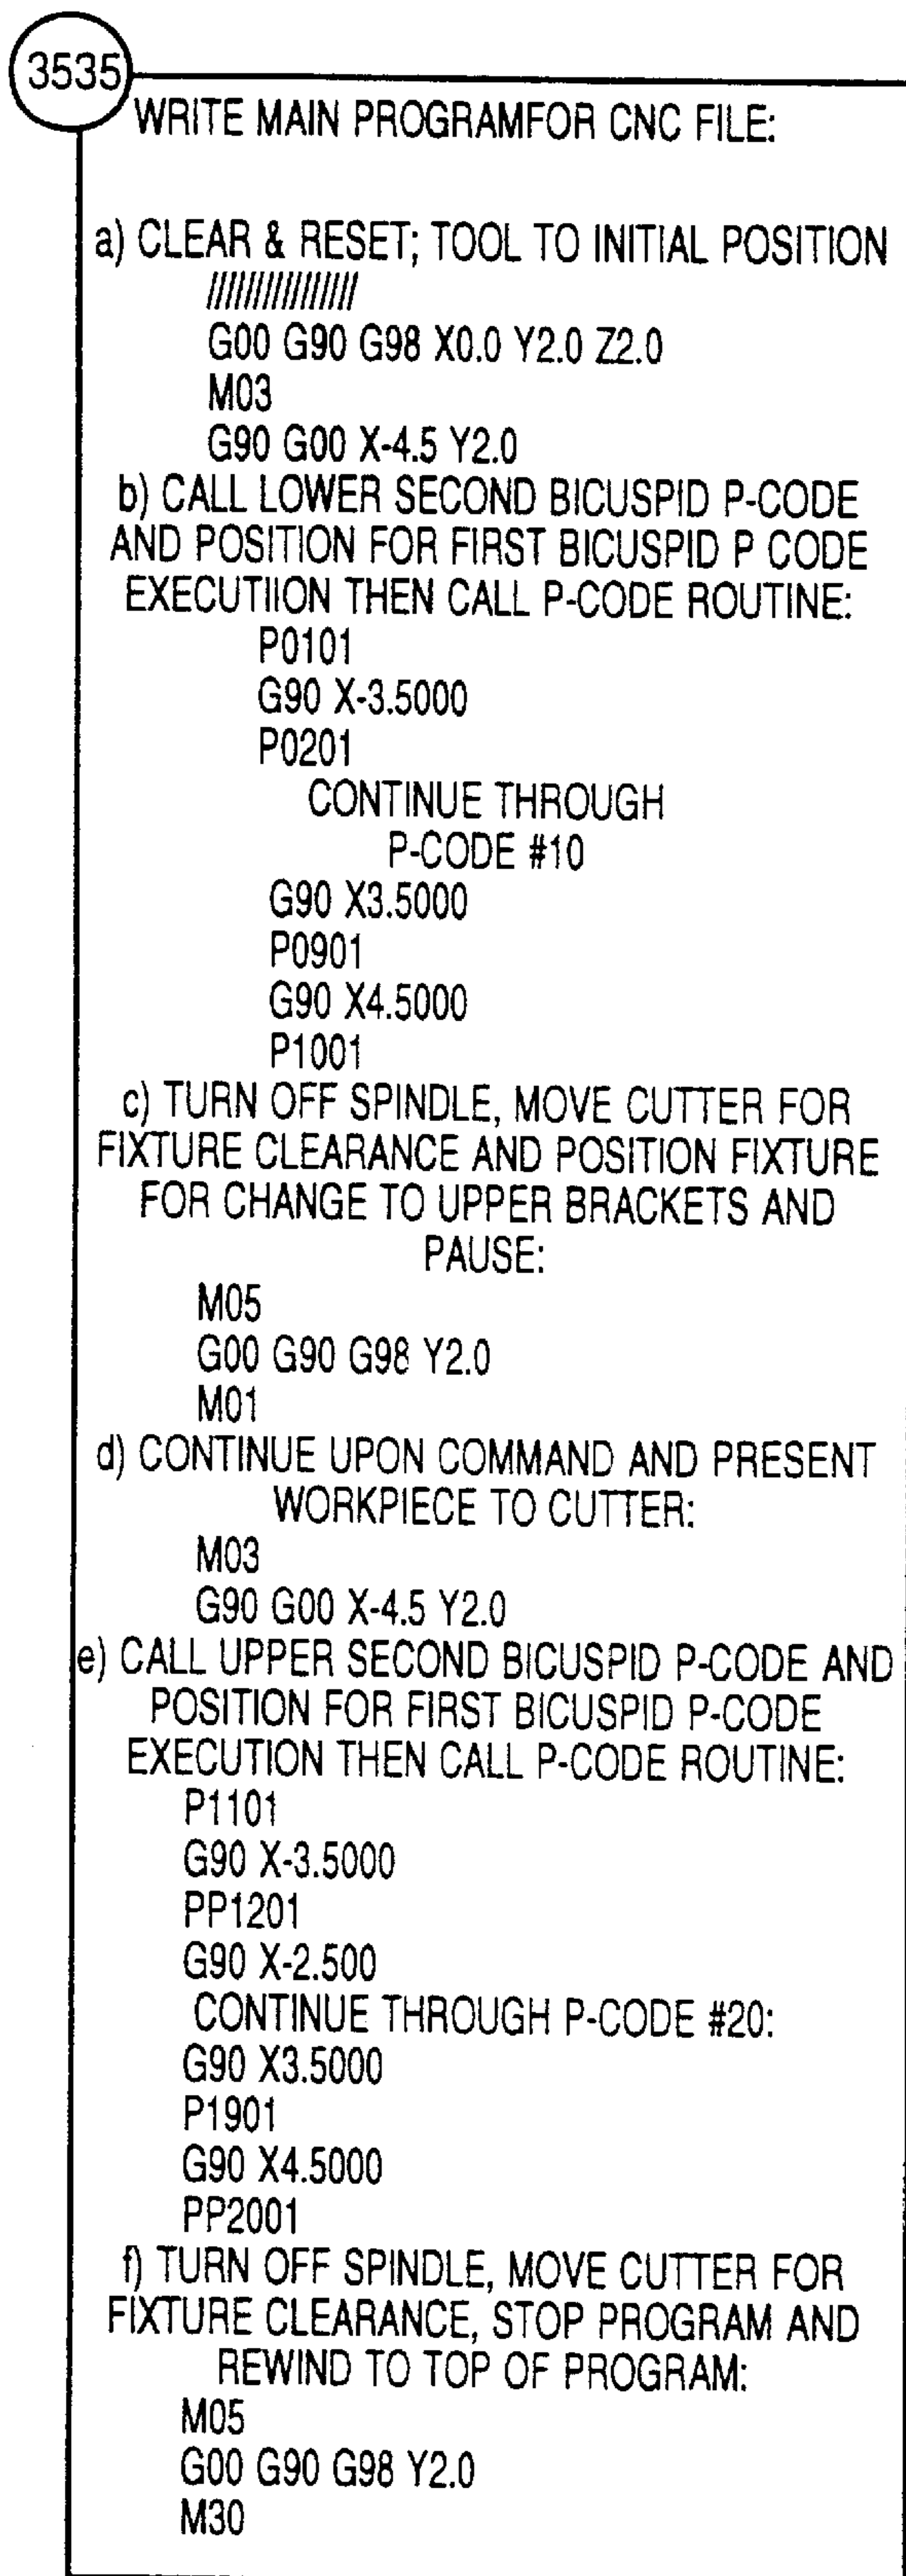 3535
WRITE MAIN PROGRAMFOR CNC FILE:
a) CLEAR & RESET; TOOL TO INITIAL POSITION
////////////////
G00 G90 G98 X0.0 Y2.0 Z2.0
M03
G90 G00 X-4.5 Y2.0
b) CALL LOWER SECOND BICUSPID P-CODE
AND POSITION FOR FIRST BICUSPID P CODE
EXECUTIION THEN CALL P-CODE ROUTINE:
P0101
G90 X-3.5000
P0201
CONTINUE THROUGH
P-CODE #10
G90 X3.5000
P0901
G90 X4.5000
P1001
c) TURN OFF SPINDLE, MOVE CUTTER FOR
FIXTURE CLEARANCE AND POSITION FIXTURE
FOR CHANGE TO UPPER BRACKETS AND
PAUSE:
M05
G00 G90 G98 Y2.0
M01
d) CONTINUE UPON COMMAND AND PRESENT
WORKPIECE TO CUTTER:
M03
G90 G00 X-4.5 Y2.0
e) CALL UPPER SECOND BICUSPID P-CODE AND
POSITION FOR FIRST BICUSPID P-CODE
EXECUTION THEN CALL P-CODE ROUTINE:
P1101
G90 X-3.5000
PP1201
G90 X-2.500
CONTINUE THROUGH P-CODE #20:
G90 X3.5000
P1901
G90 X4.5000
PP2001
f) TURN OFF SPINDLE, MOVE CUTTER FOR
FIXTURE CLEARANCE, STOP PROGRAM AND
REWIND TO TOP OF PROGRAM:
M05
G00 G90 G98 Y2.0
M30